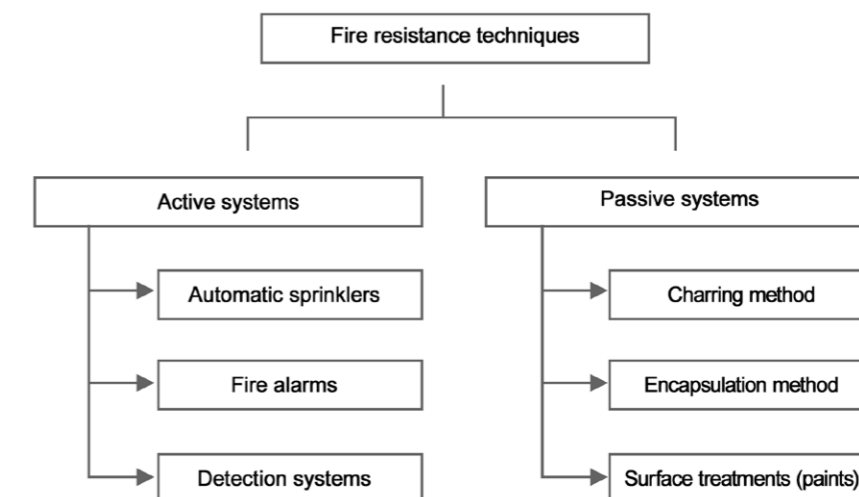 Fire resistance techniques
Active systems
Passive systems
Automatic sprinklers
Charring method
Fire alarms
Encapsulation method
Detection systems
Surface treatments (paints)